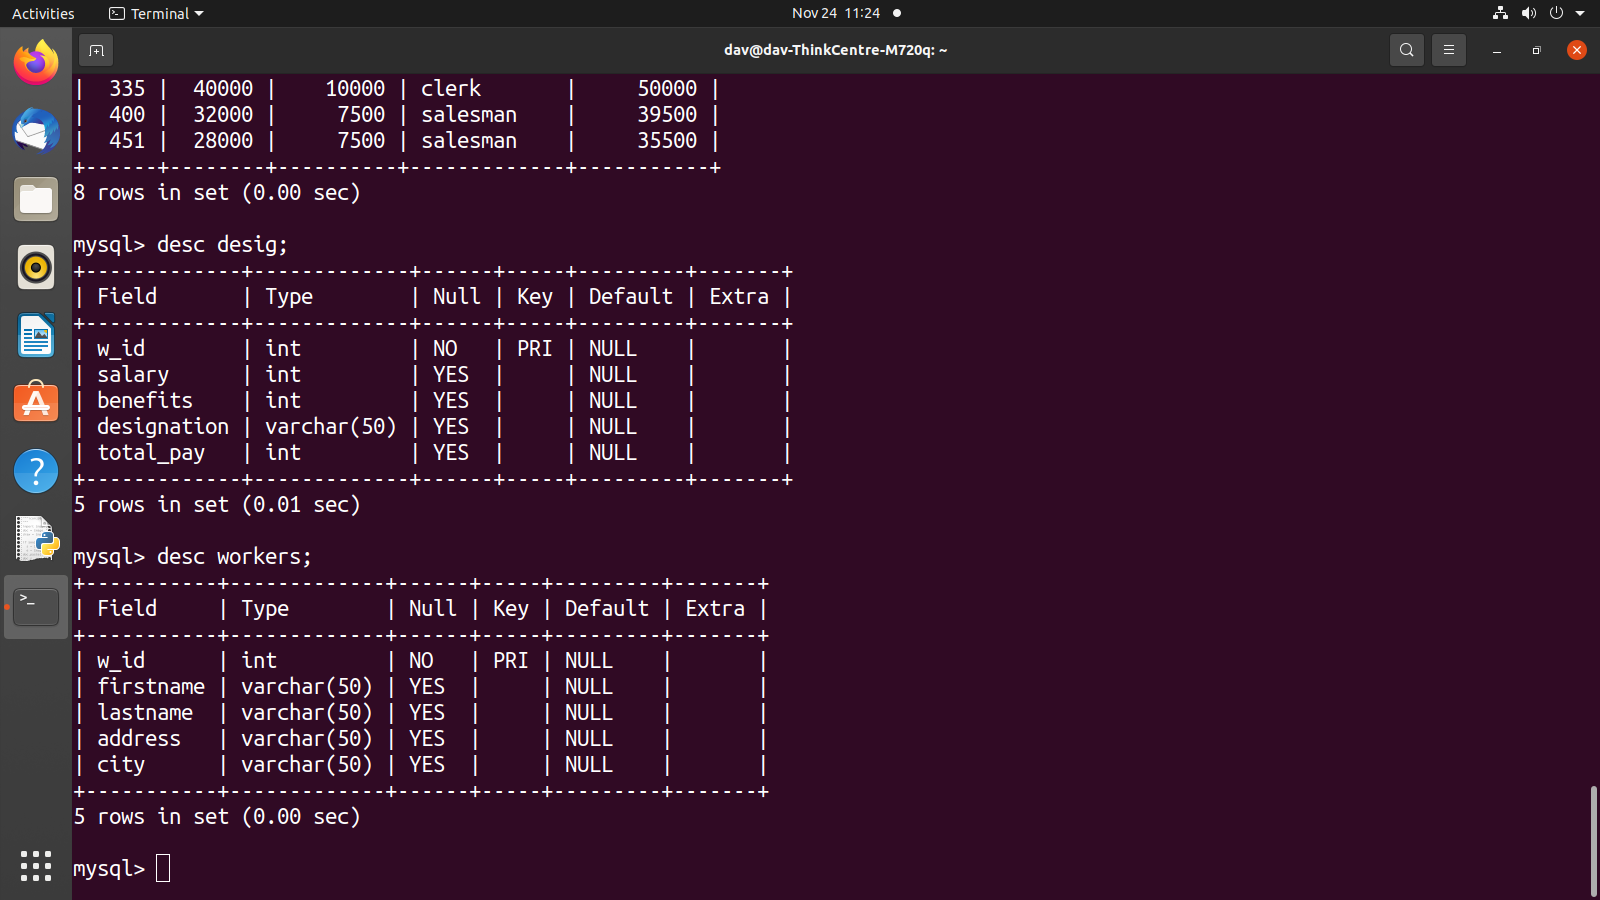 Activities Terminal Nov 24 11:24
dav@dav-ThinkCentre-M720q: ~
|  335 |  40000 |    10000 | clerk       |     50000 |
|  400 |  32000 |     7500 | salesman    |     39500 |
|  451 |  28000 |     7500 | salesman    |     35500 |
+------+--------+----------+-------------+-----------+
8 rows in set (0.00 sec)

mysql> desc desig;
+-------------+-------------+------+-----+---------+-------+
| Field       | Type        | Null | Key | Default | Extra |
+-------------+-------------+------+-----+---------+-------+
| w_id        | int         | NO   | PRI | NULL    |       |
| salary      | int         | YES  |     | NULL    |       |
| benefits    | int         | YES  |     | NULL    |       |
| designation | varchar(50) | YES  |     | NULL    |       |
| total_pay   | int         | YES  |     | NULL    |       |
+-------------+-------------+------+-----+---------+-------+
5 rows in set (0.01 sec)

mysql> desc workers;
+-----------+-------------+------+-----+---------+-------+
| Field     | Type        | Null | Key | Default | Extra |
+-----------+-------------+------+-----+---------+-------+
| w_id      | int         | NO   | PRI | NULL    |       |
| firstname | varchar(50) | YES  |     | NULL    |       |
| lastname  | varchar(50) | YES  |     | NULL    |       |
| address   | varchar(50) | YES  |     | NULL    |       |
| city      | varchar(50) | YES  |     | NULL    |       |
+-----------+-------------+------+-----+---------+-------+
5 rows in set (0.00 sec)

mysql>